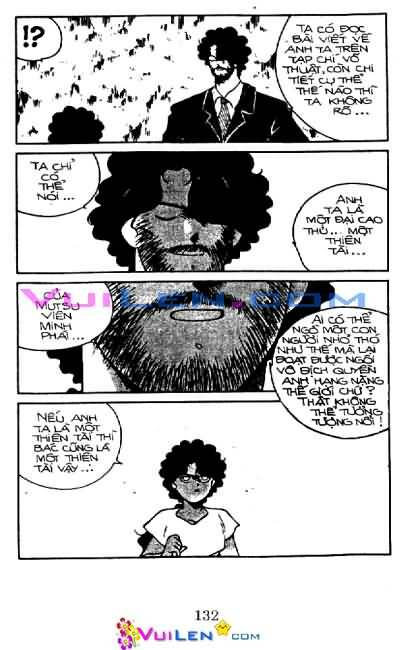 !?
TA CÓ ĐỌC
BÀI VIẾT VỀ
ANH TA TRÊN
TẠP CHÍ VÕ
THUẬT, CÒN CHI
TIẾT CỤ THỂ
THẾ NÀO THÌ
TA KHÔNG
RÕ ...
TA CHỈ
CÓ
THỂ
NÓI ...
ANH
TA LÀ
MỘT ĐẠI CAO
THỦ... MỘT
THIÊN
TÀI ...
CỦA
MUTSU
VIÊN
MINH
PHÁI ...
VUILEN.COM
AI CÓ THỂ
NGỜ MỘT CON
NGƯỜI NHỎ THÓ
NHƯ THẾ MÀ LẠI
ĐOẠT ĐƯỢC NGÔI
VÔ ĐỊCH QUYỀN
ANH HẠNG NẶNG
THẾ GIỚI CHỨ ?
THẬT KHÔNG
THỂ TƯỞNG
TƯỢNG NỔI !
NẾU ANH
TA LÀ MỘT
THIÊN TÀI THÌ
BÁC CŨNG LÀ
MỘT THIÊN
TÀI VẬY ...
132
VUILEN.COM